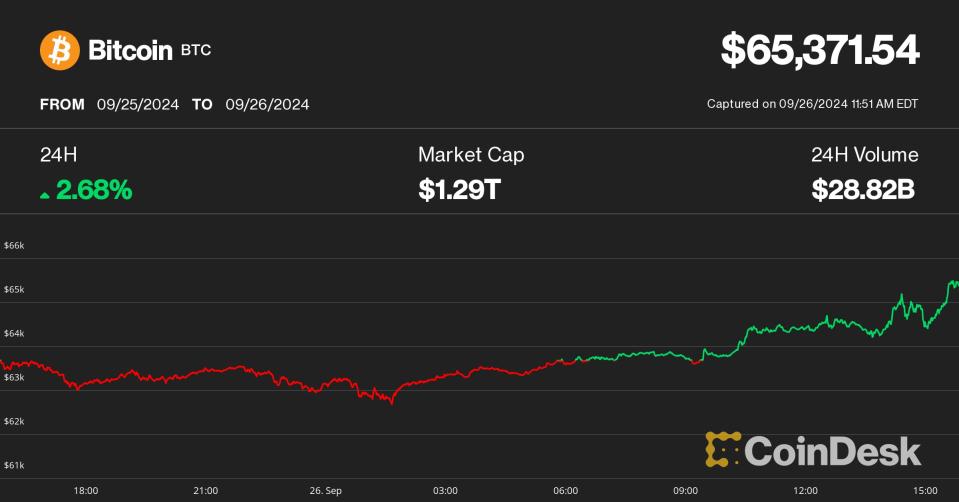 Bitcoin BTC
$65,371.54
FROM 09/25/2024 TO 09/26/2024
Captured on 09/26/2024 11:51 AM EDT
24H
2.68%
Market Cap
$1.29T
24H Volume
$28.82B
$66k
$65k
$64k
$63k
$62k
$61k
CoinDesk
18:00 21:00 26. Sep 03:00 06:00 09:00 12:00 15:00